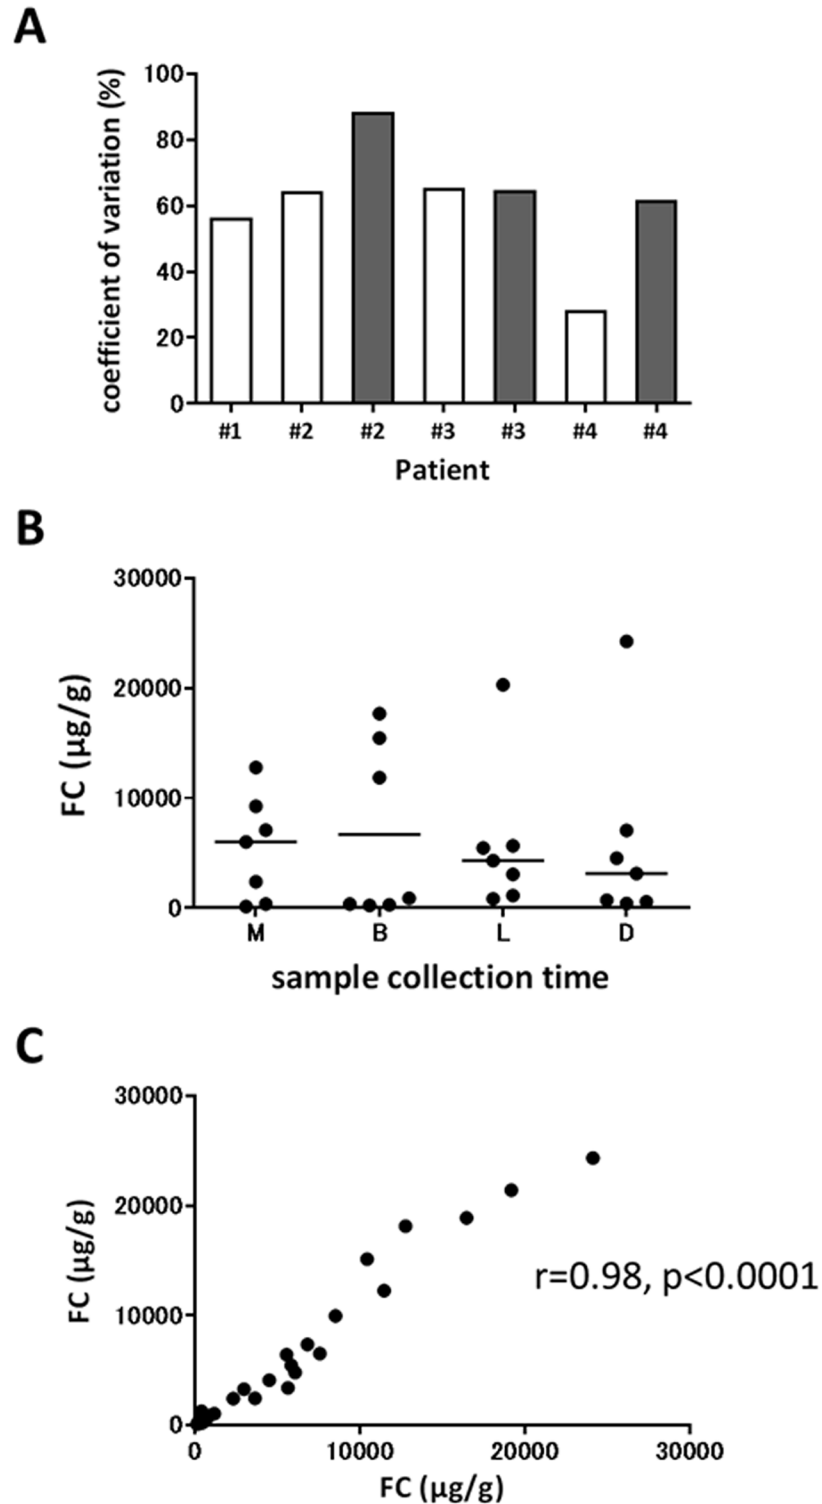 A
coefficient of variation (%)
100
80
60
40
20
0
#1 #2 #2 #3 #3 #4 #4
Patient
B
FC (µg/g)
30000
20000
10000
0
M B L D
sample collection time
C
FC (µg/g)
30000
20000
10000
0
r=0.98, p<0.0001
0 10000 20000 30000
FC (µg/g)